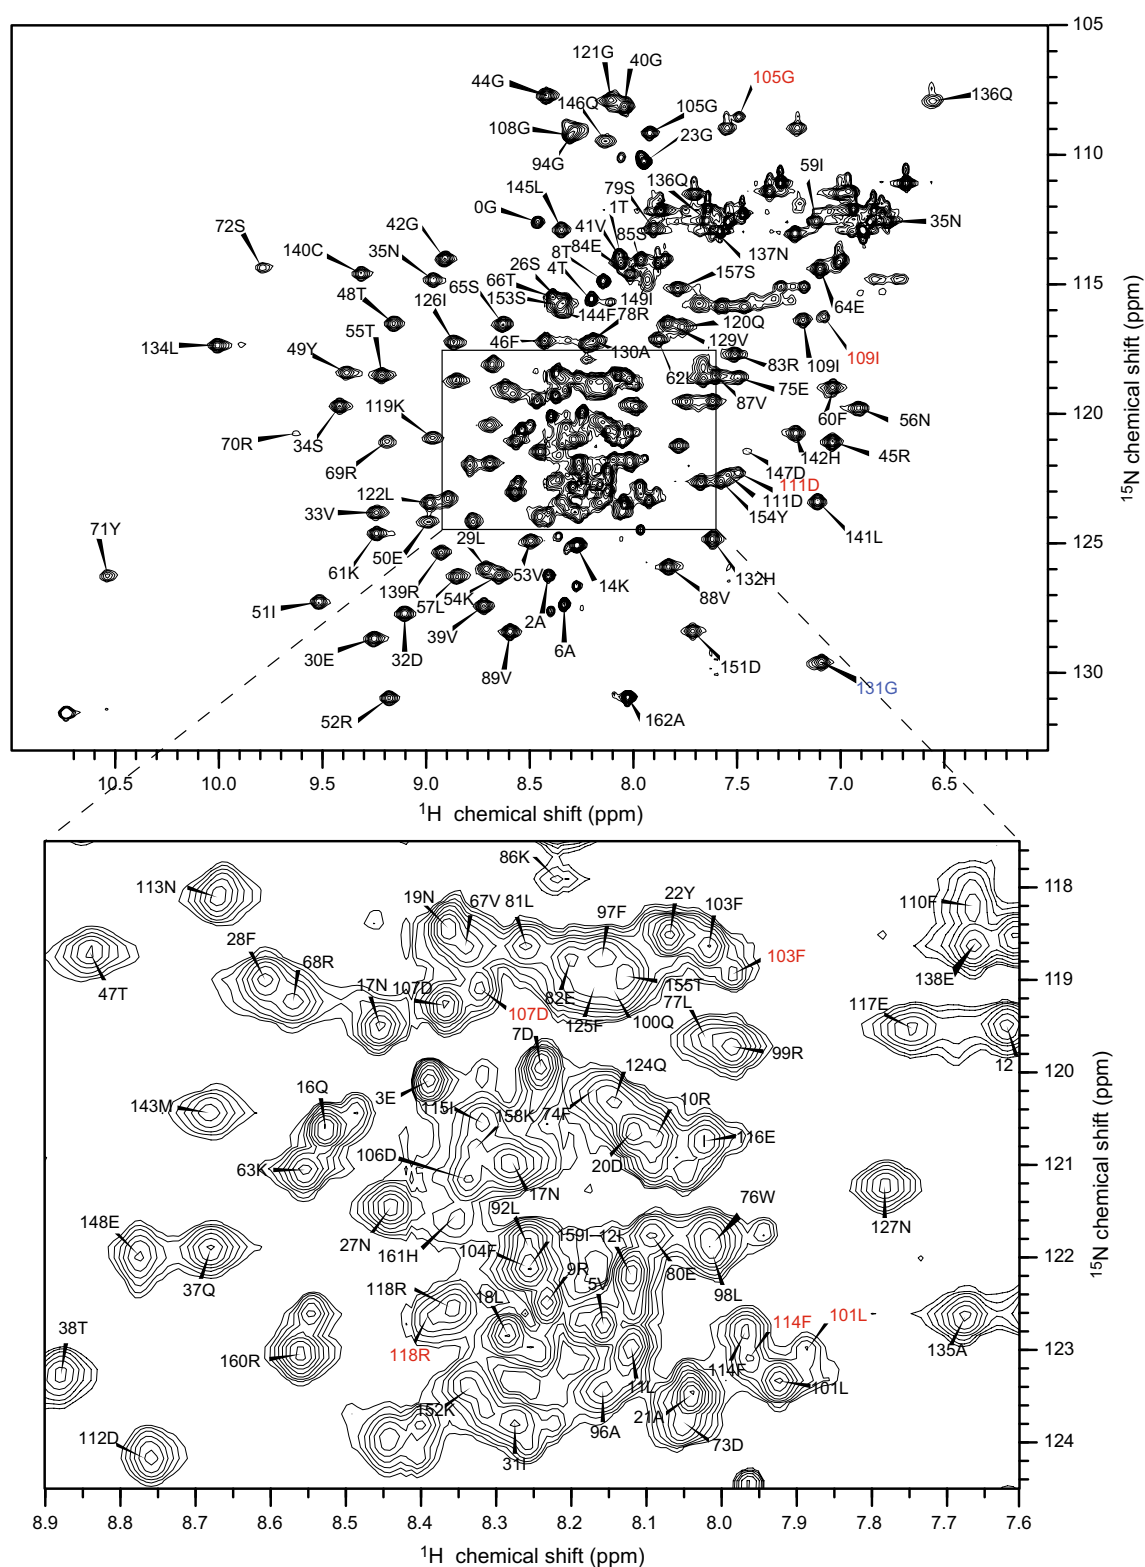 105
121G
40G
44G
105G
136Q
146Q
105G
108G
23G
110
94G
59I
79S
136Q
145L
1T
0G
35N
72S
42G
41V
85S
137N
140C
35N
84E
8T
26S
4T
157S
115
66T
65S
48T
126I
153S
149I
64E
144F
78R
55T
120Q
46F
129V
134L
49Y
130A
109I
109I
83R
62L
75E
87V
119K
60F
120
56N
70R
34S
69R
142H
45R
147D
111D
122L
111D
33V
154Y
141L
71Y
29L
50E
125
61K
53V
14K
132H
139R
57L
54K
88V
51I
2A
39V
6A
30E
32D
151D
89V
130
131G
52R
162A
15N chemical shift (ppm)
10.5 10.0 9.5 9.0 8.5 8.0 7.5 7.0 6.5
1H chemical shift (ppm)
86K
118
113N
19N
67V 81L
22Y
97F
103F
110F
28F
103F
68R
138E
47T
17N
107D
82E
155T
107D
77L
117E
125F
100Q
119
7D
99R
12
124Q
120
16Q
3E
10R
143M
115I
158K
74F
116E
106D
20D
63K
17N
121
76W
127N
92L
148E
27N
159I
12I
161H
104F
9R
80E
122
37Q
118R
18L
5V
98L
114F
101L
38T
160R
118R
114F
135A
123
11L
101L
152K
21A
96A
112D
73D
31I
124
15N chemical shift (ppm)
8.9 8.8 8.7 8.6 8.5 8.4 8.3 8.2 8.1 8.0 7.9 7.8 7.7 7.6
1H chemical shift (ppm)